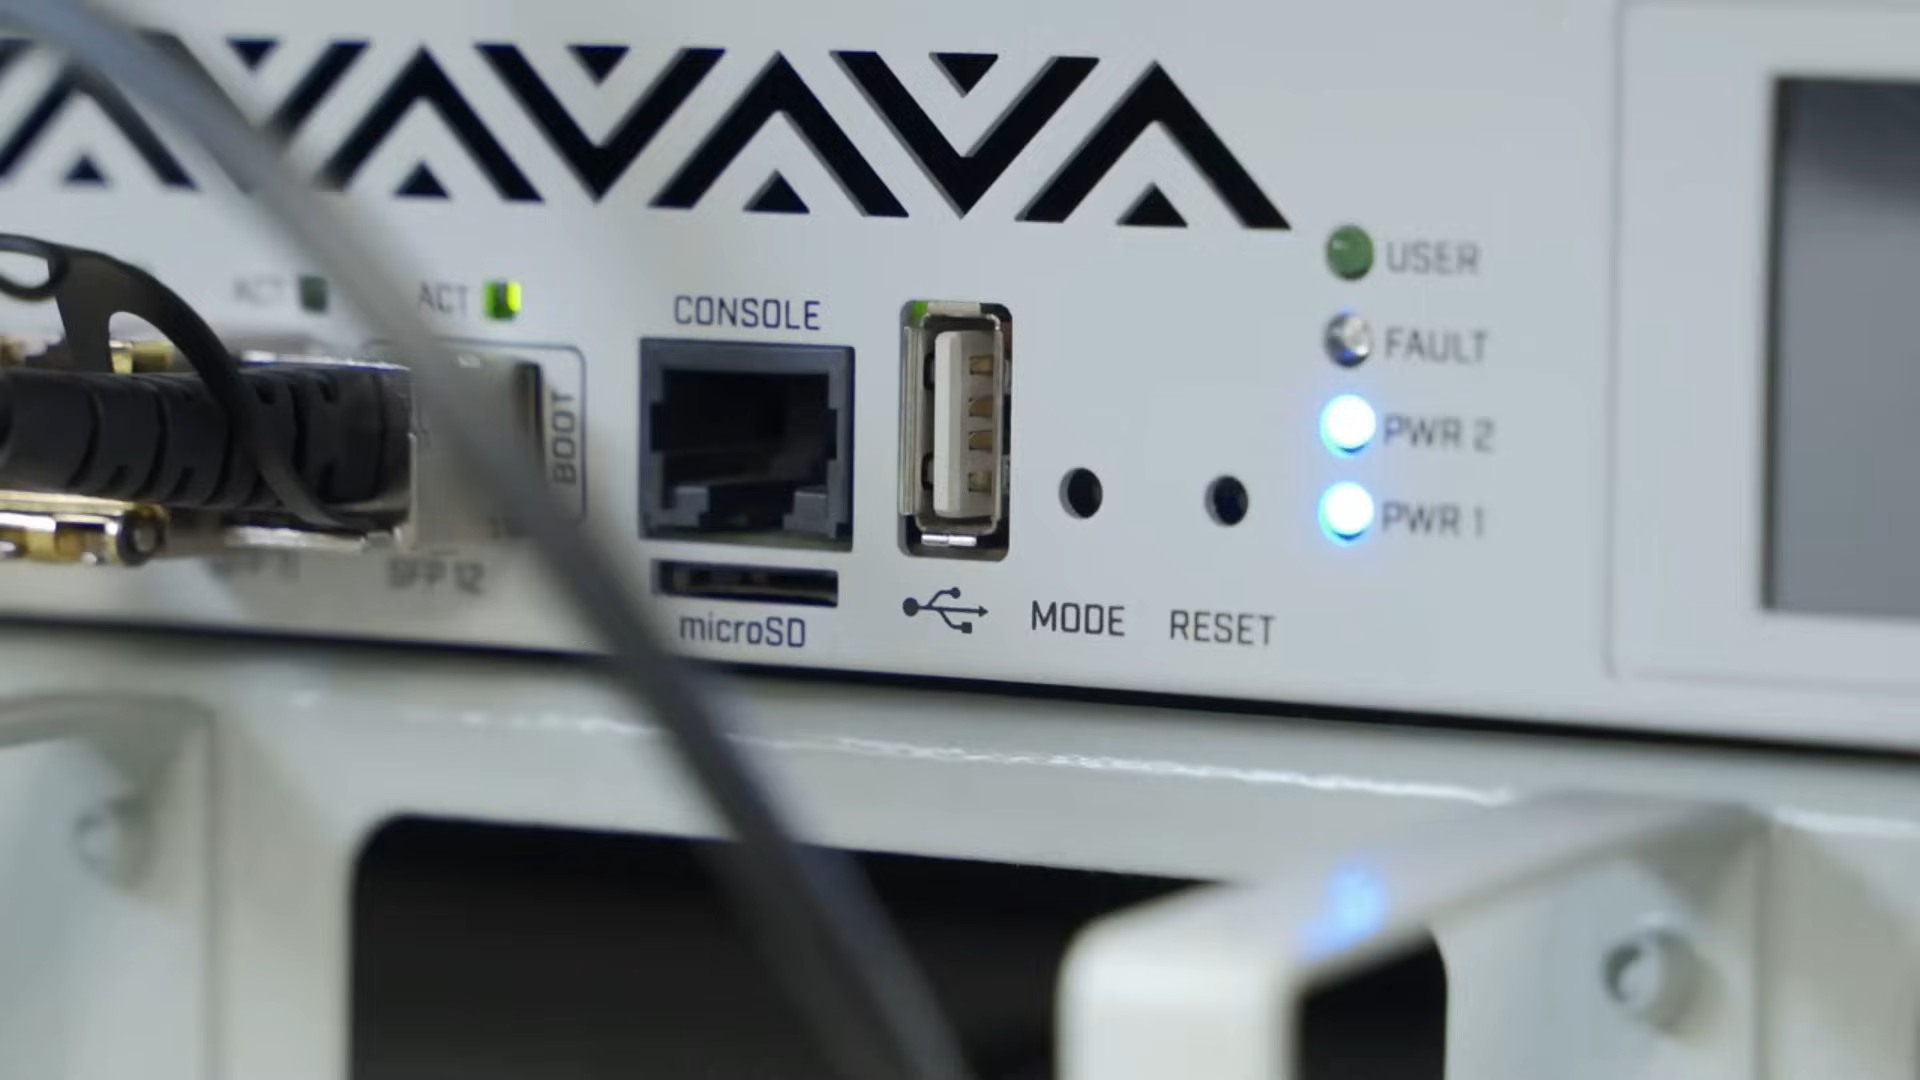 ACT
ACT
CONSOLE
BOOT
SFP 12
microSD
MODE
RESET
USER
FAULT
PWR 2
PWR 1